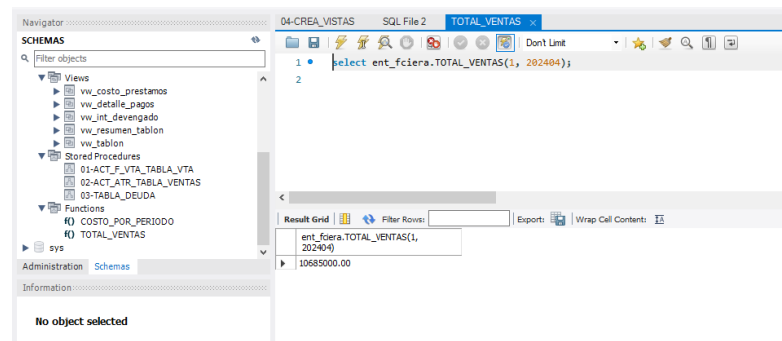 Navigator
SCHEMAS
Filter objects
Views
vw_costo_prestamos
vw_detalle_pagos
vw_int_devengado
vw_resumen_tablon
vw_tablon
Stored Procedures
01-ACT_F_VTA_TABLA_VTA
02-ACT_ATR_TABLA_VENTAS
03-TABLA_DEUDA
Functions
f() COSTO_POR_PERIODO
f() TOTAL_VENTAS
sys
Administration Schemas
Information
No object selected
04-CREA_VISTAS SQL File 2 TOTAL_VENTAS ×
Don't Limit
1 select ent_fciera.TOTAL_VENTAS(1, 202404);
2
Result Grid Filter Rows: Export: Wrap Cell Content: IA
ent_fciera.TOTAL_VENTAS(1,
202404)
10685000.00